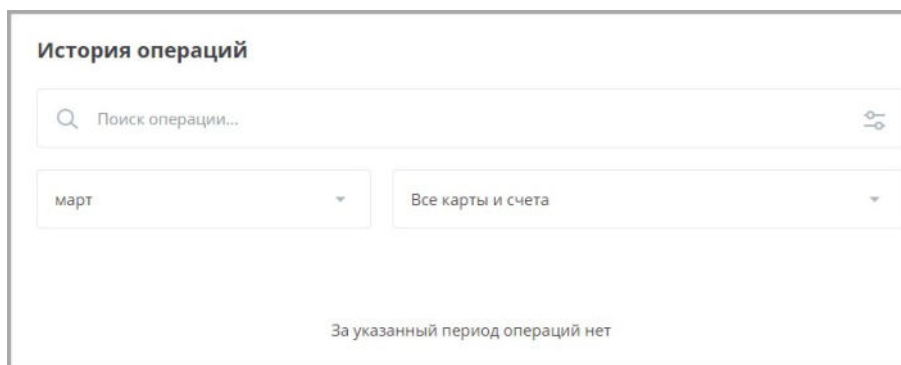 История операций
Поиск операции...
март
Все карты и счета
За указанный период операций нет